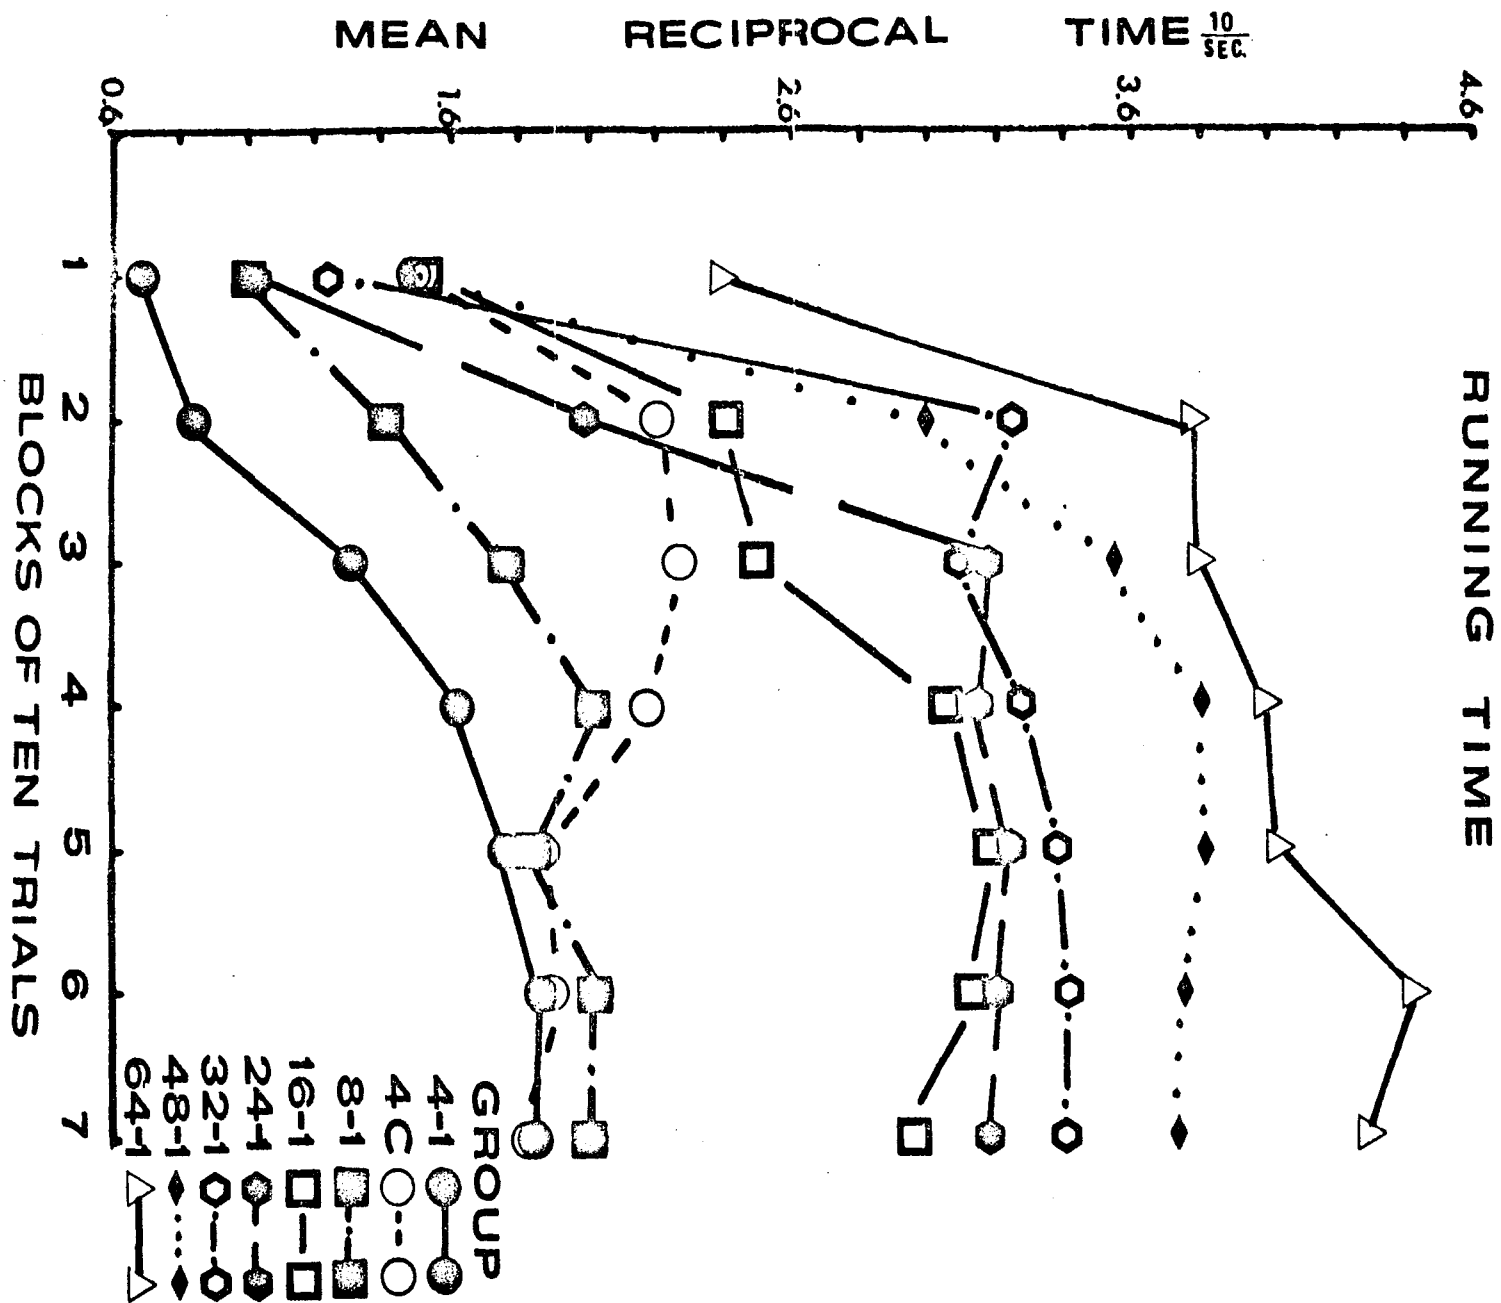 RUNNING TIME
MEAN RECIPROCAL TIME 10/SEC.
4.6
3.6
2.6
1.6
0.6
1 2 3 4 5 6 7
BLOCKS OF TEN TRIALS
GROUP
4-1
4C
8-1
16-1
24-1
32-1
48-1
64-1